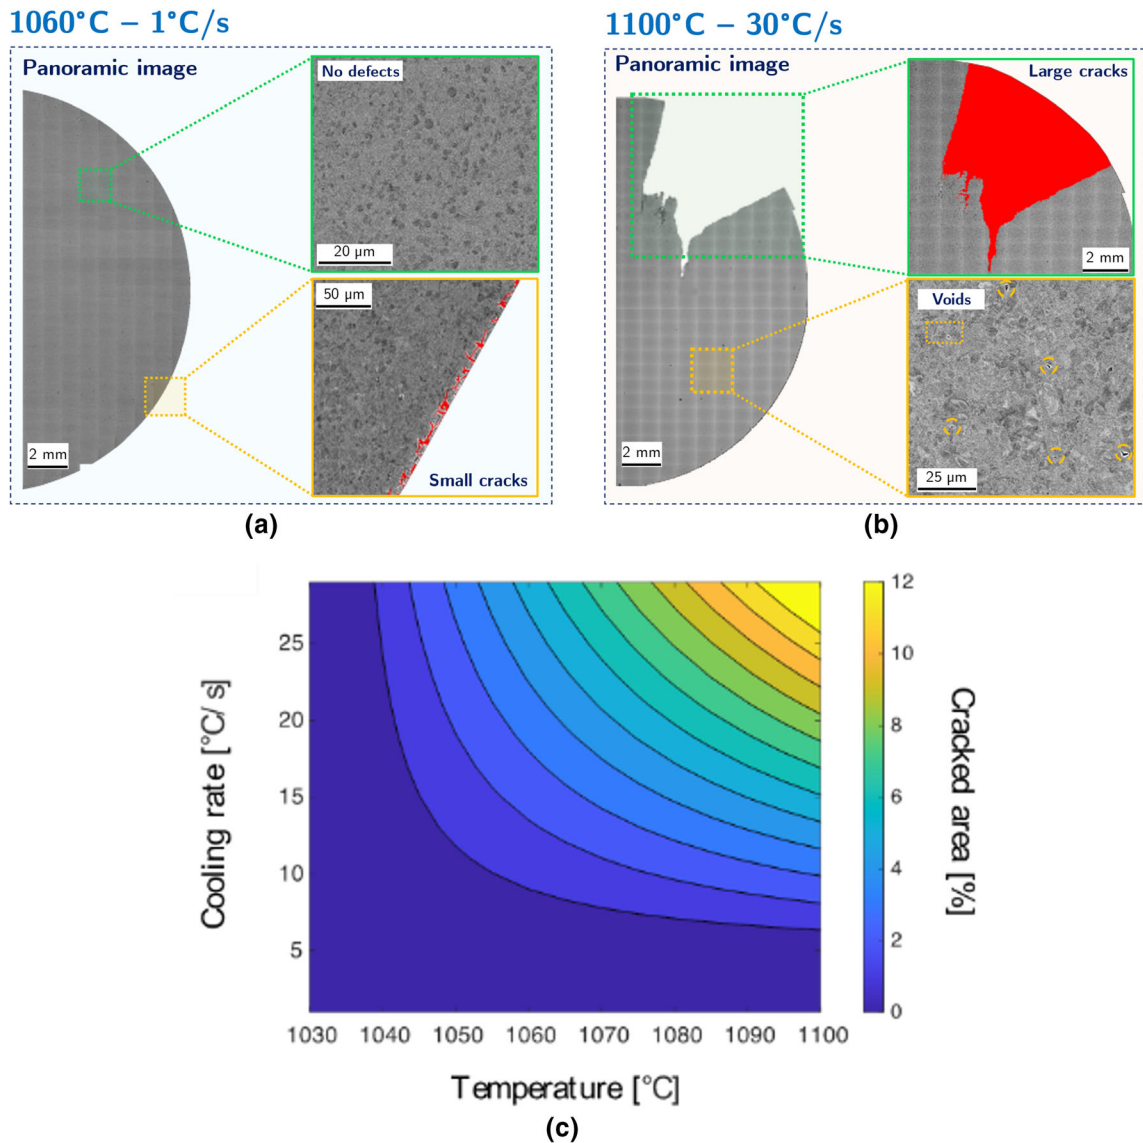 1060°C – 1°C/s
Panoramic image
No defects
20 µm
50 µm
Small cracks
2 mm
(a)
1100°C – 30°C/s
Panoramic image
Large cracks
2 mm
Voids
25 µm
2 mm
(b)
Cooling rate [°C/ s]
25
20
15
10
5
1030 1040 1050 1060 1070 1080 1090 1100
Temperature [°C]
12
10
8
6
4
2
0
Cracked area [%]
(c)